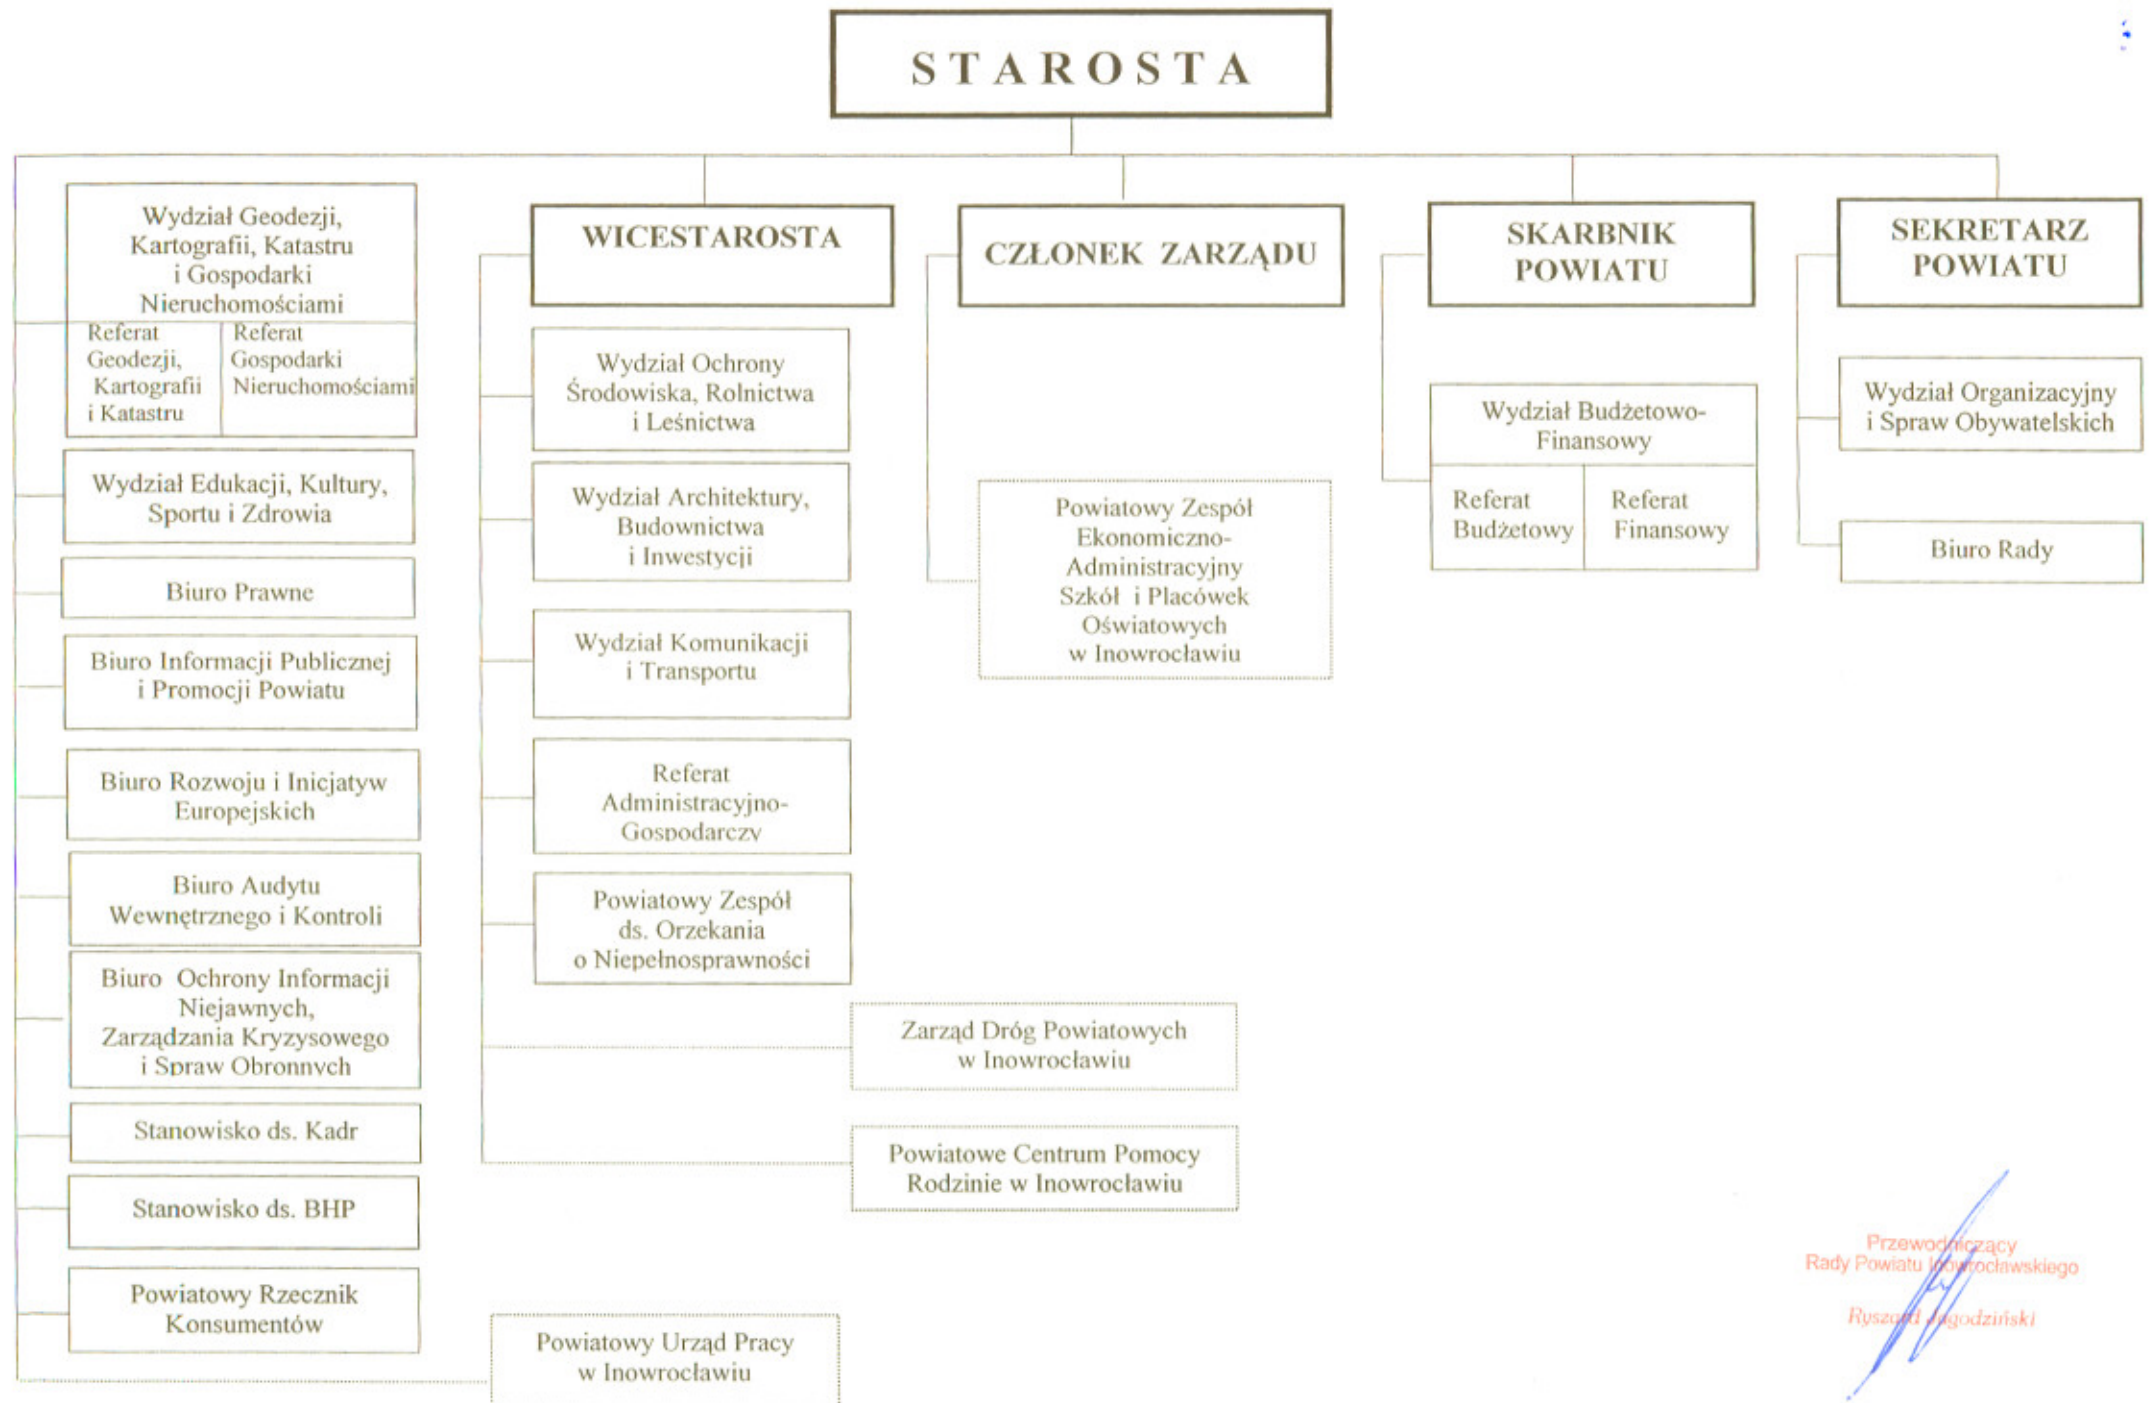 S T A R O S T A
Wydział Geodezji,
Kartografii, Katastru
i Gospodarki
Nieruchomościami
Referat
Geodezji,
Kartografii
i Katastru
Referat
Gospodarki
Nieruchomościami
Wydział Edukacji, Kultury,
Sportu i Zdrowia
Biuro Prawne
Biuro Informacji Publicznej
i Promocji Powiatu
Biuro Rozwoju i Inicjatyw
Europejskich
Biuro Audytu
Wewnętrznego i Kontroli
Biuro Ochrony Informacji
Niejawnych,
Zarządzania Kryzysowego
i Spraw Obronnych
Stanowisko ds. Kadr
Stanowisko ds. BHP
Powiatowy Rzecznik
Konsumentów
Powiatowy Urząd Pracy
w Inowrocławiu
WICESTAROSTA
Wydział Ochrony
Środowiska, Rolnictwa
i Leśnictwa
Wydział Architektury,
Budownictwa
i Inwestycji
Wydział Komunikacji
i Transportu
Referat
Administracyjno-
Gospodarczy
Powiatowy Zespół
ds. Orzekania
o Niepełnosprawności
Zarząd Dróg Powiatowych
w Inowrocławiu
Powiatowe Centrum Pomocy
Rodzinie w Inowrocławiu
CZŁONEK ZARZĄDU
Powiatowy Zespół
Ekonomiczno-
Administracyjny
Szkół i Placówek
Oświatowych
w Inowrocławiu
SKARBNIK
POWIATU
Wydział Budżetowo-
Finansowy
Referat
Budżetowy
Referat
Finansowy
SEKRETARZ
POWIATU
Wydział Organizacyjny
i Spraw Obywatelskich
Biuro Rady
Przewodniczący
Rady Powiatu Inowrocławskiego
Ryszard Jagodziński